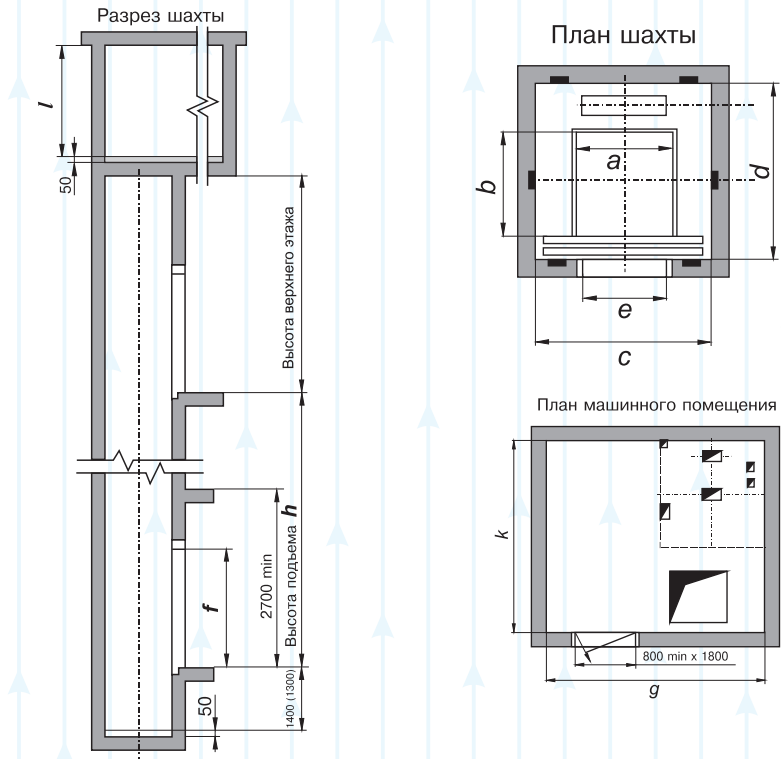 Разрез шахты
l
50
Высота верхнего этажа
Высота подъема h
2700 min
f
1400 (1300)
50
План шахты
a
b
d
e
c
План машинного помещения
k
800 min x 1800
g